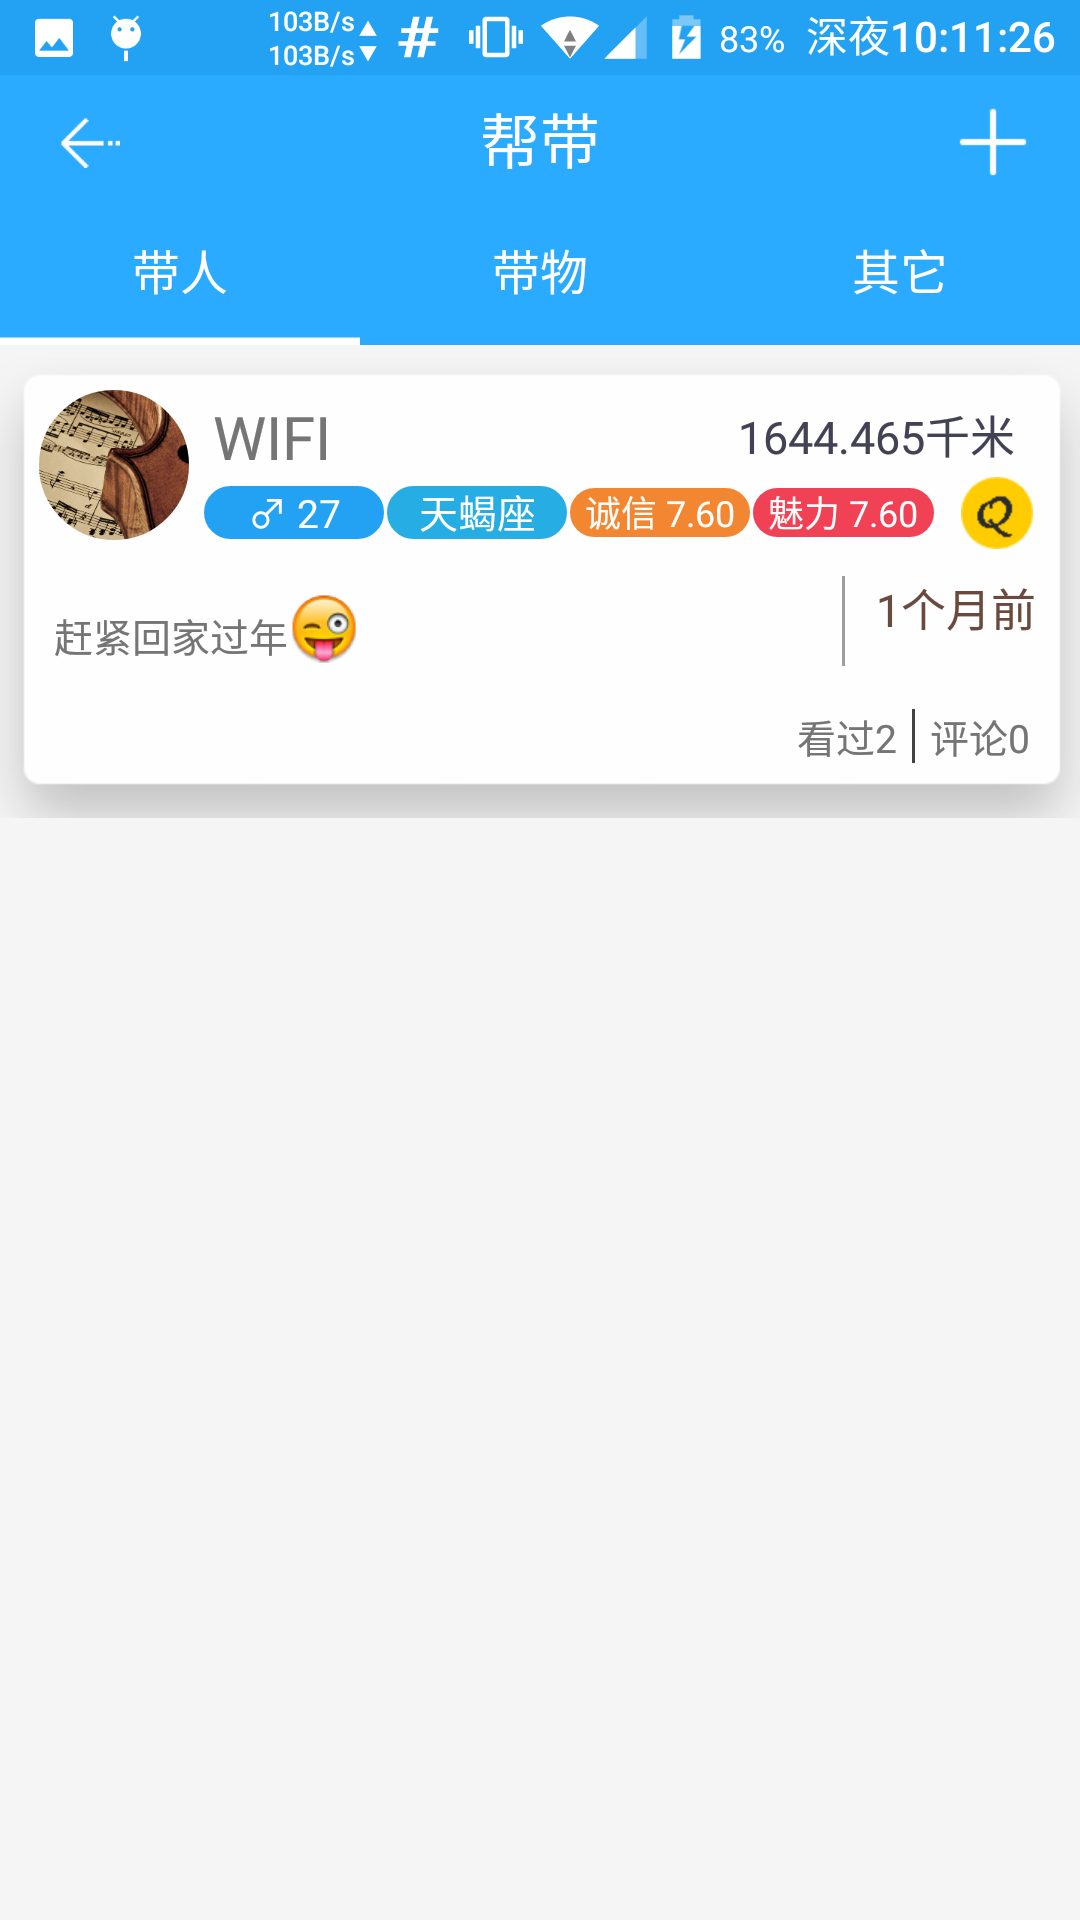 103B/s
103B/s
83% 深夜10:11:26
帮带
带人 带物 其它
WIFI 1644.465千米
♂ 27 天蝎座 诚信 7.60 魅力 7.60 Q
赶紧回家过年😜 1个月前
看过2 评论0